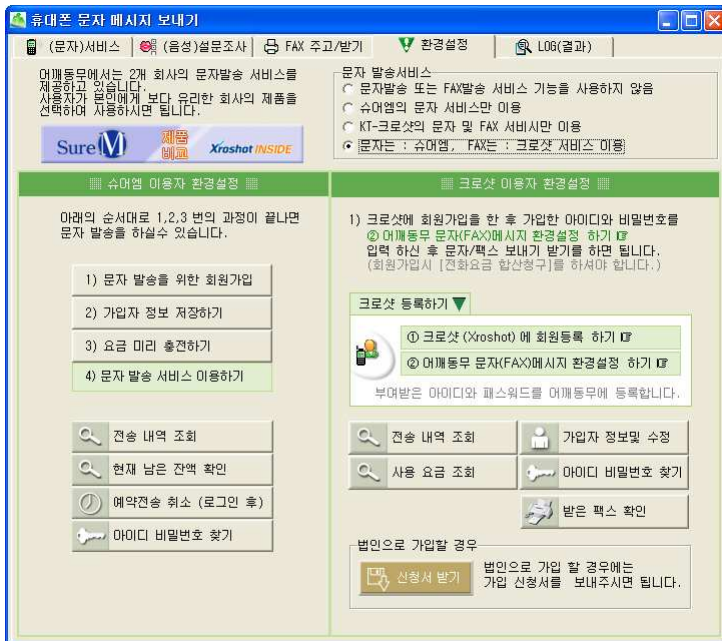 휴대폰 문자 메시지 보내기
(문자)서비스
(음성)설문조사
FAX 주고/받기
환경설정
LOG(결과)
어깨동무에서는 2개 회사의 문자발송 서비스를
제공하고 있습니다.
사용자가 본인에게 보다 유리한 회사의 제품을
선택하여 사용하시면 됩니다.
SureM 제품 비교 Xroshot INSIDE
문자 발송서비스
문자발송 또는 FAX발송 서비스 기능을 사용하지 않음
슈어엠의 문자 서비스만 이용
KT-크로샷의 문자 및 FAX 서비시만 이용
문자는 : 슈어엠, FAX는 : 크로샷 서비스 이용
슈어엠 이용자 환경설정
아래의 순서대로 1,2,3 번의 과정이 끝나면
문자 발송을 하실수 있습니다.
1) 문자 발송을 위한 회원가입
2) 가입자 정보 저장하기
3) 요금 미리 충전하기
4) 문자 발송 서비스 이용하기
전송 내역 조회
현재 남은 잔액 확인
예약전송 취소 (로그인 후)
아이디 비밀번호 찾기
크로샷 이용자 환경설정
1) 크로샷에 회원가입을 한 후 가입한 아이디와 비밀번호를
② 어깨동무 문자(FAX)메시지 환경설정 하기 ☞
입력 하신 후 문자/팩스 보내기 받기를 하면 됩니다.
(회원가입시 [전화요금 합산청구]를 하셔야 합니다.)
크로샷 등록하기 ▼
① 크로샷 (Xroshot) 에 회원등록 하기 ☞
② 어깨동무 문자(FAX)메시지 환경설정 하기 ☞
부여받은 아이디와 패스워드를 어깨동무에 등록합니다.
전송 내역 조회
가입자 정보및 수정
사용 요금 조회
아이디 비밀번호 찾기
받은 팩스 확인
법인으로 가입할 경우
신청서 받기
법인으로 가입 할 경우에는
가입 신청서를 보내주시면 됩니다.